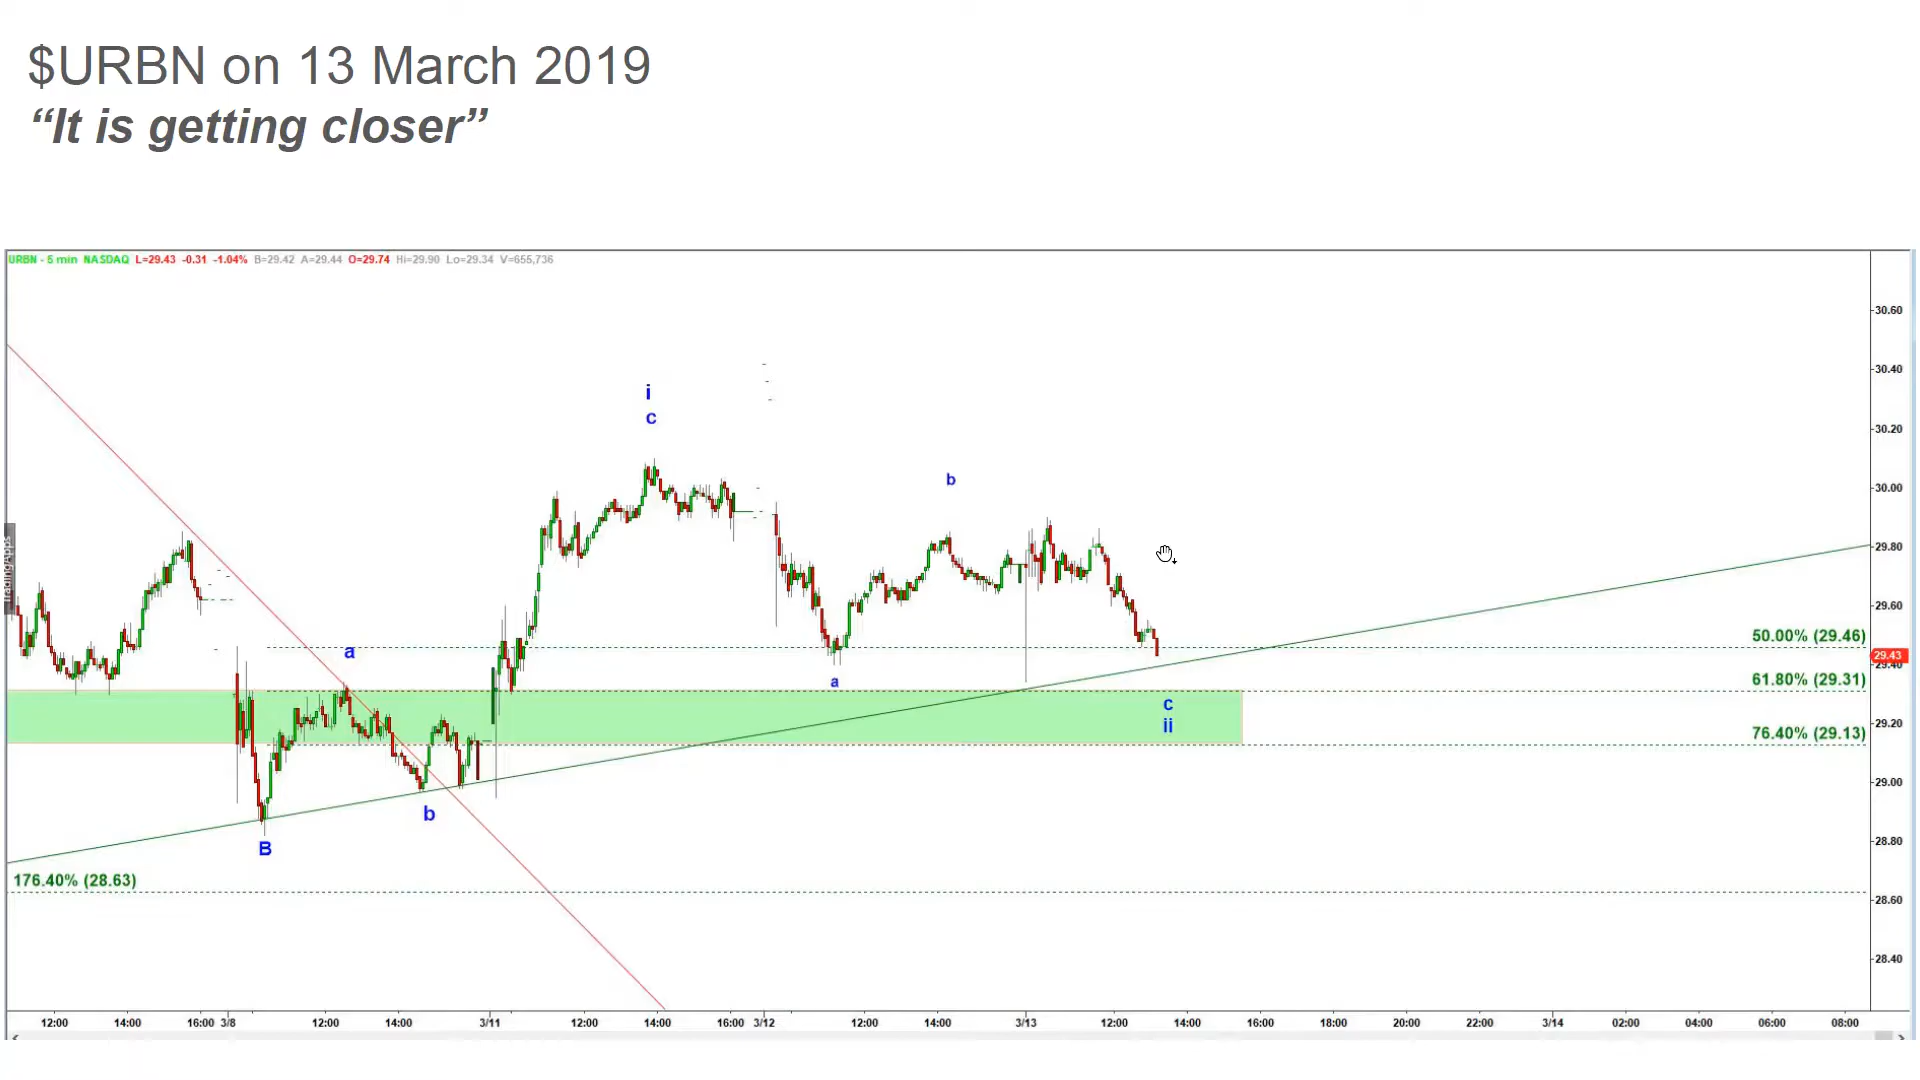 $URBN on 13 March 2019
“It is getting closer”
URBN - 5 min NASDAQ L=29.43 -0.31 -1.04% B=29.42 A=29.44 O=29.74 Hi=29.90 Lo=29.34 V=655,736
30.60
30.40
i
c
30.20
b
30.00
29.80
TradingApps
29.60
50.00% (29.46)
a
29.43
29.40
61.80% (29.31)
a
c
ii
29.20
76.40% (29.13)
29.00
b
B
28.80
176.40% (28.63)
28.60
28.40
12:00 14:00 16:00 3/8 12:00 14:00 3/11 12:00 14:00 16:00 3/12 12:00 14:00 3/13 12:00 14:00 16:00 18:00 20:00 22:00 3/14 02:00 04:00 06:00 08:00